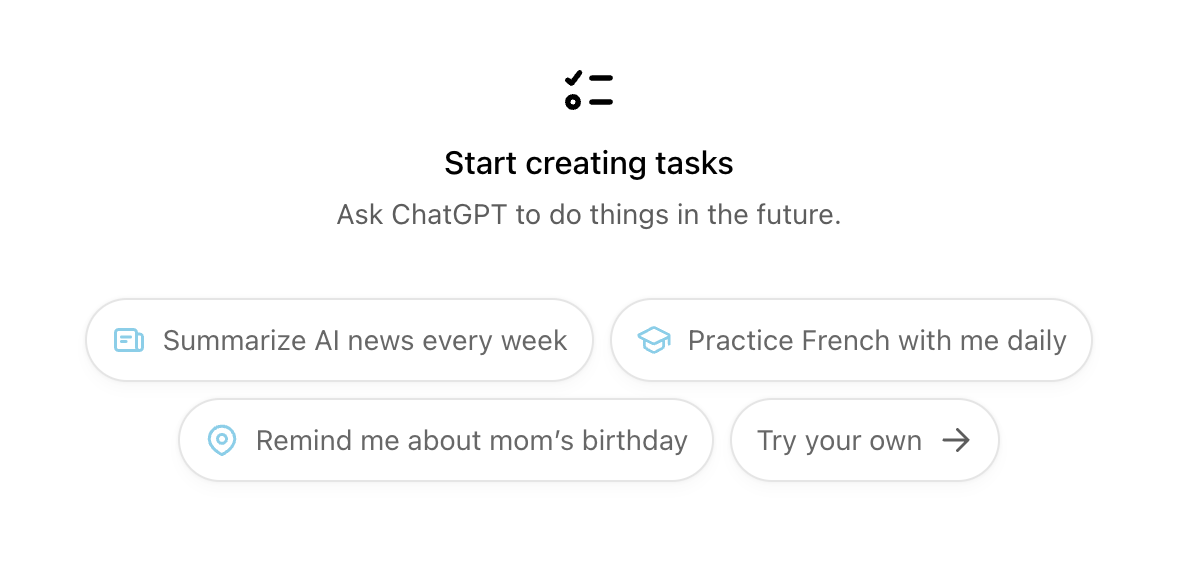 Start creating tasks
Ask ChatGPT to do things in the future.
Summarize AI news every week
Practice French with me daily
Remind me about mom’s birthday
Try your own →